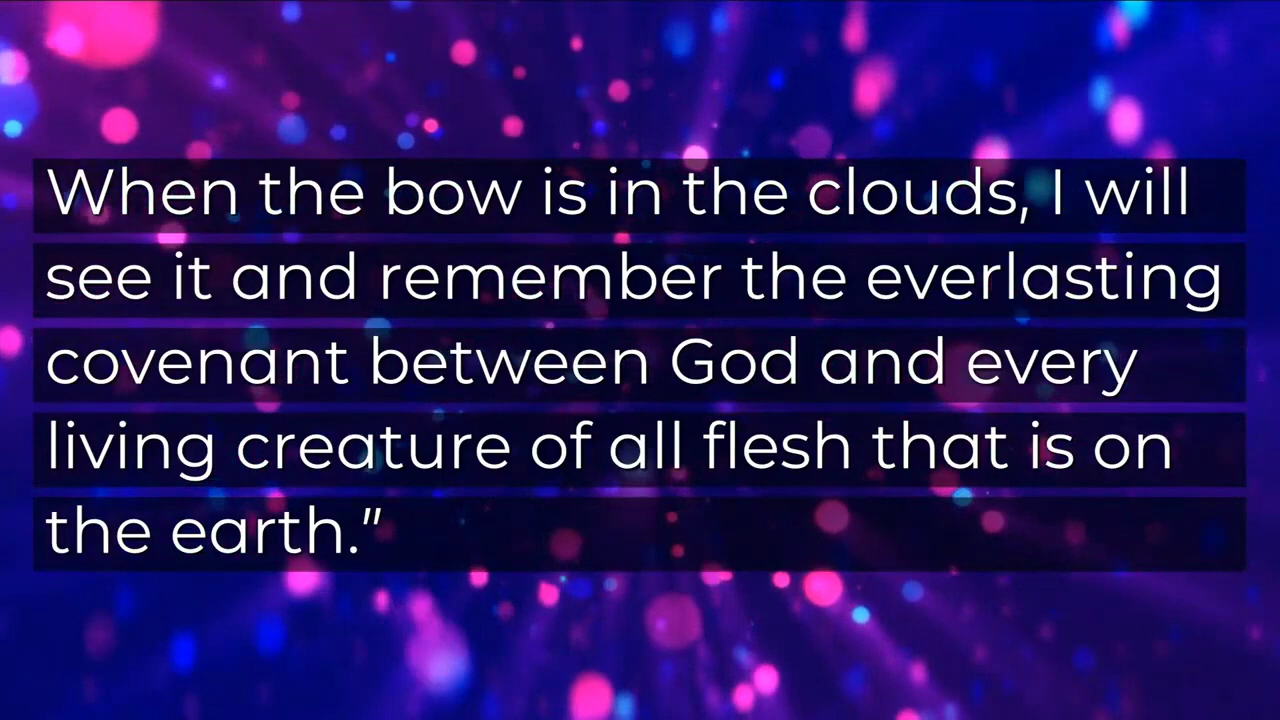 When the bow is in the clouds, I will
see it and remember the everlasting
covenant between God and every
living creature of all flesh that is on
the earth.”